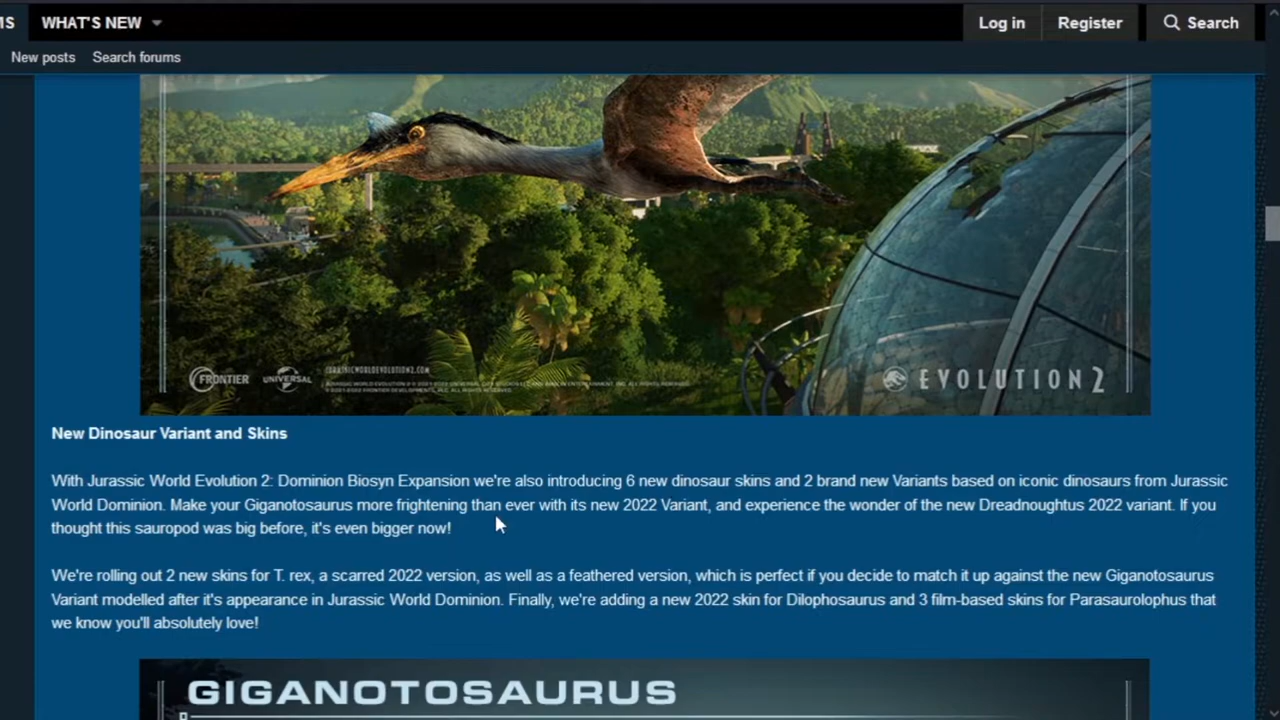 MS WHAT'S NEW Log in Register Search
New posts Search forums
FRONTIER UNIVERSAL JURASSICWORLDEVOLUTION2.COM EVOLUTION 2
New Dinosaur Variant and Skins
With Jurassic World Evolution 2: Dominion Biosyn Expansion we're also introducing 6 new dinosaur skins and 2 brand new Variants based on iconic dinosaurs from Jurassic
World Dominion. Make your Giganotosaurus more frightening than ever with its new 2022 Variant, and experience the wonder of the new Dreadnoughtus 2022 variant. If you
thought this sauropod was big before, it's even bigger now!
We're rolling out 2 new skins for T. rex, a scarred 2022 version, as well as a feathered version, which is perfect if you decide to match it up against the new Giganotosaurus
Variant modelled after it's appearance in Jurassic World Dominion. Finally, we're adding a new 2022 skin for Dilophosaurus and 3 film-based skins for Parasaurolophus that
we know you'll absolutely love!
GIGANOTOSAURUS